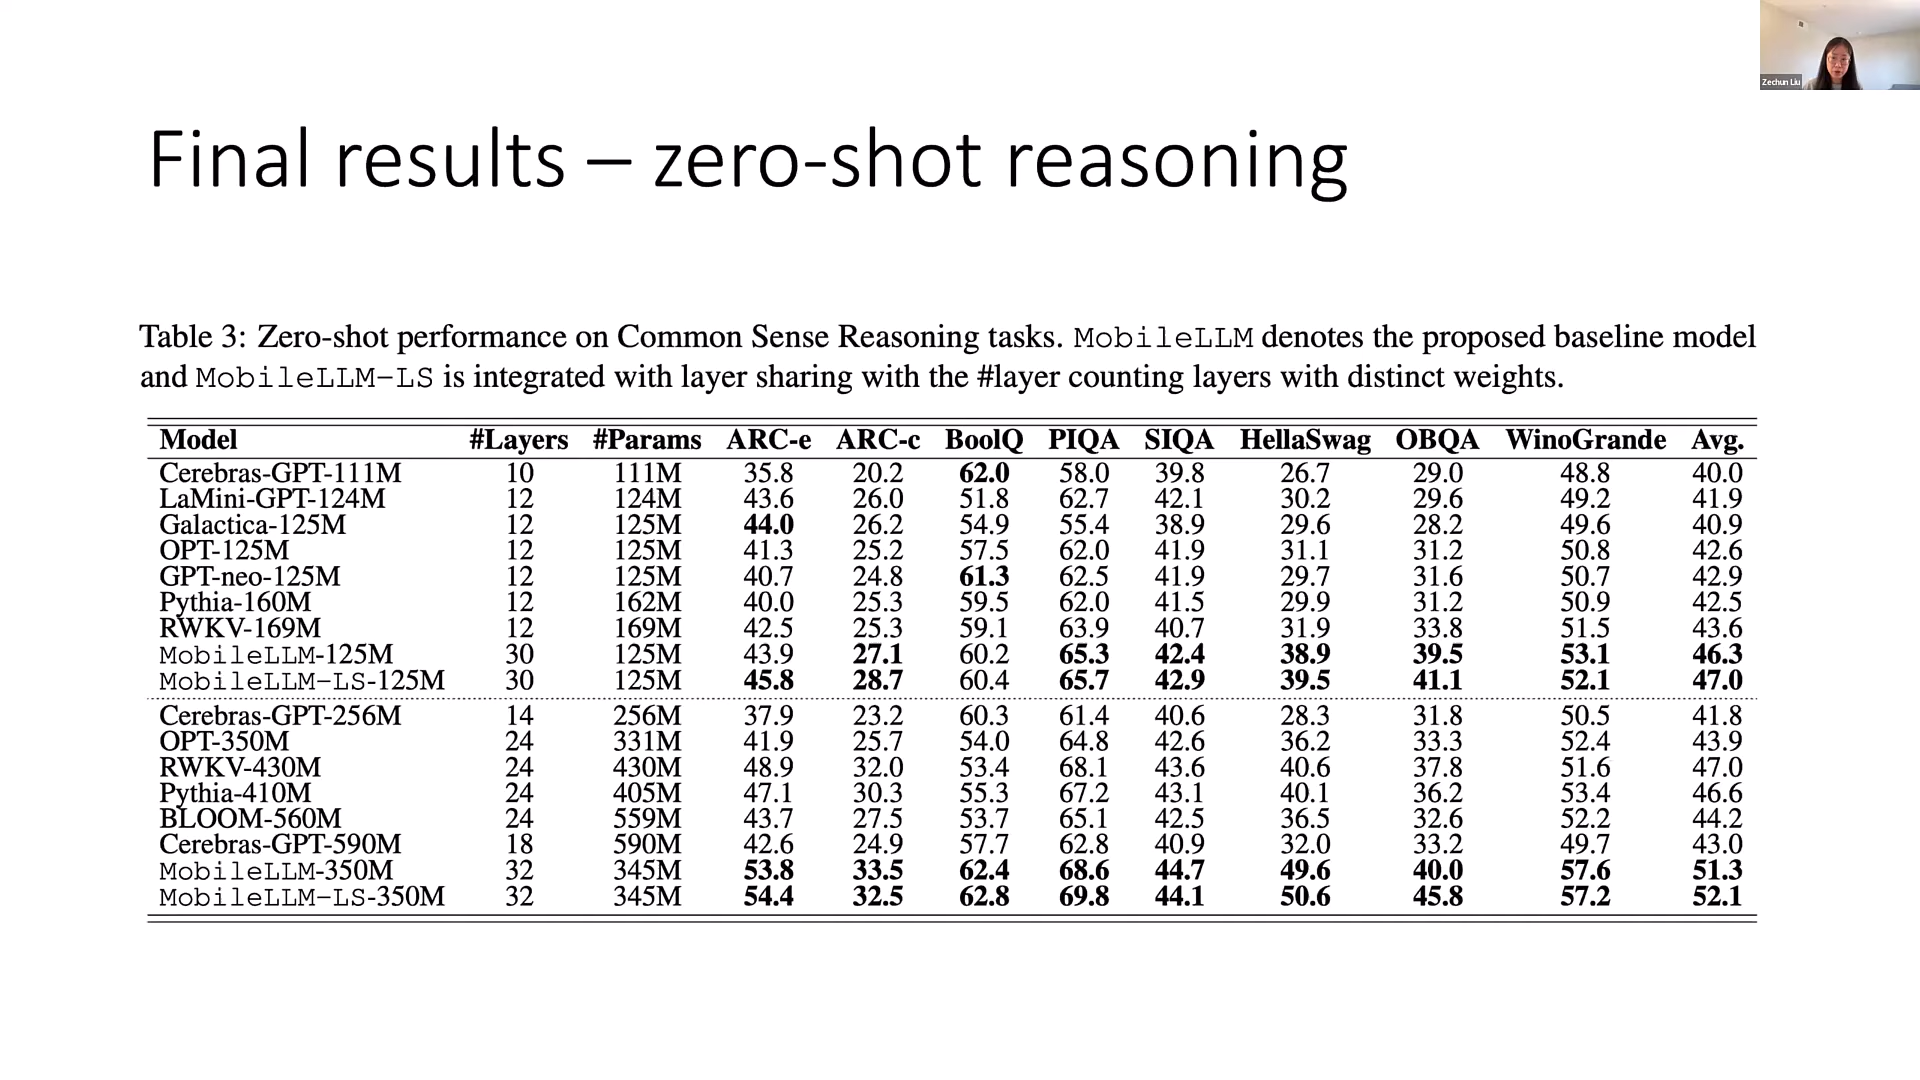 Zechun Liu
Final results – zero-shot reasoning
Table 3: Zero-shot performance on Common Sense Reasoning tasks. MobileLLM denotes the proposed baseline model
and MobileLLM-LS is integrated with layer sharing with the #layer counting layers with distinct weights.
Model #Layers #Params ARC-e ARC-c BoolQ PIQA SIQA HellaSwag OBQA WinoGrande Avg.
Cerebras-GPT-111M 10 111M 35.8 20.2 62.0 58.0 39.8 26.7 29.0 48.8 40.0
LaMini-GPT-124M 12 124M 43.6 26.0 51.8 62.7 42.1 30.2 29.6 49.2 41.9
Galactica-125M 12 125M 44.0 26.2 54.9 55.4 38.9 29.6 28.2 49.6 40.9
OPT-125M 12 125M 41.3 25.2 57.5 62.0 41.9 31.1 31.2 50.8 42.6
GPT-neo-125M 12 125M 40.7 24.8 61.3 62.5 41.9 29.7 31.6 50.7 42.9
Pythia-160M 12 162M 40.0 25.3 59.5 62.0 41.5 29.9 31.2 50.9 42.5
RWKV-169M 12 169M 42.5 25.3 59.1 63.9 40.7 31.9 33.8 51.5 43.6
MobileLLM-125M 30 125M 43.9 27.1 60.2 65.3 42.4 38.9 39.5 53.1 46.3
MobileLLM-LS-125M 30 125M 45.8 28.7 60.4 65.7 42.9 39.5 41.1 52.1 47.0
Cerebras-GPT-256M 14 256M 37.9 23.2 60.3 61.4 40.6 28.3 31.8 50.5 41.8
OPT-350M 24 331M 41.9 25.7 54.0 64.8 42.6 36.2 33.3 52.4 43.9
RWKV-430M 24 430M 48.9 32.0 53.4 68.1 43.6 40.6 37.8 51.6 47.0
Pythia-410M 24 405M 47.1 30.3 55.3 67.2 43.1 40.1 36.2 53.4 46.6
BLOOM-560M 24 559M 43.7 27.5 53.7 65.1 42.5 36.5 32.6 52.2 44.2
Cerebras-GPT-590M 18 590M 42.6 24.9 57.7 62.8 40.9 32.0 33.2 49.7 43.0
MobileLLM-350M 32 345M 53.8 33.5 62.4 68.6 44.7 49.6 40.0 57.6 51.3
MobileLLM-LS-350M 32 345M 54.4 32.5 62.8 69.8 44.1 50.6 45.8 57.2 52.1